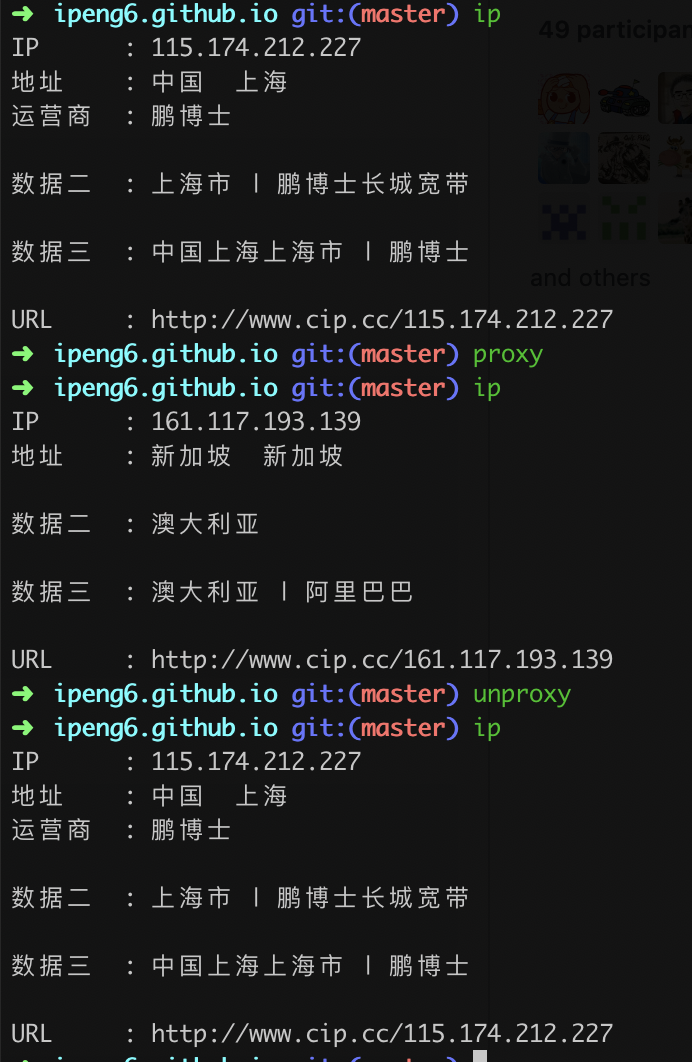 ➜ ipeng6.github.io git:(master) ip
49 participan
IP : 115.174.212.227
地址 : 中国 上海
运营商 : 鹏博士
数据二 : 上海市 | 鹏博士长城宽带
数据三 : 中国上海上海市 | 鹏博士
and others
URL : http://www.cip.cc/115.174.212.227
➜ ipeng6.github.io git:(master) proxy
➜ ipeng6.github.io git:(master) ip
IP : 161.117.193.139
地址 : 新加坡 新加坡
数据二 : 澳大利亚
数据三 : 澳大利亚 | 阿里巴巴
URL : http://www.cip.cc/161.117.193.139
➜ ipeng6.github.io git:(master) unproxy
➜ ipeng6.github.io git:(master) ip
IP : 115.174.212.227
地址 : 中国 上海
运营商 : 鹏博士
数据二 : 上海市 | 鹏博士长城宽带
数据三 : 中国上海上海市 | 鹏博士
URL : http://www.cip.cc/115.174.212.227
➜ ipeng6.github.io git:(master)